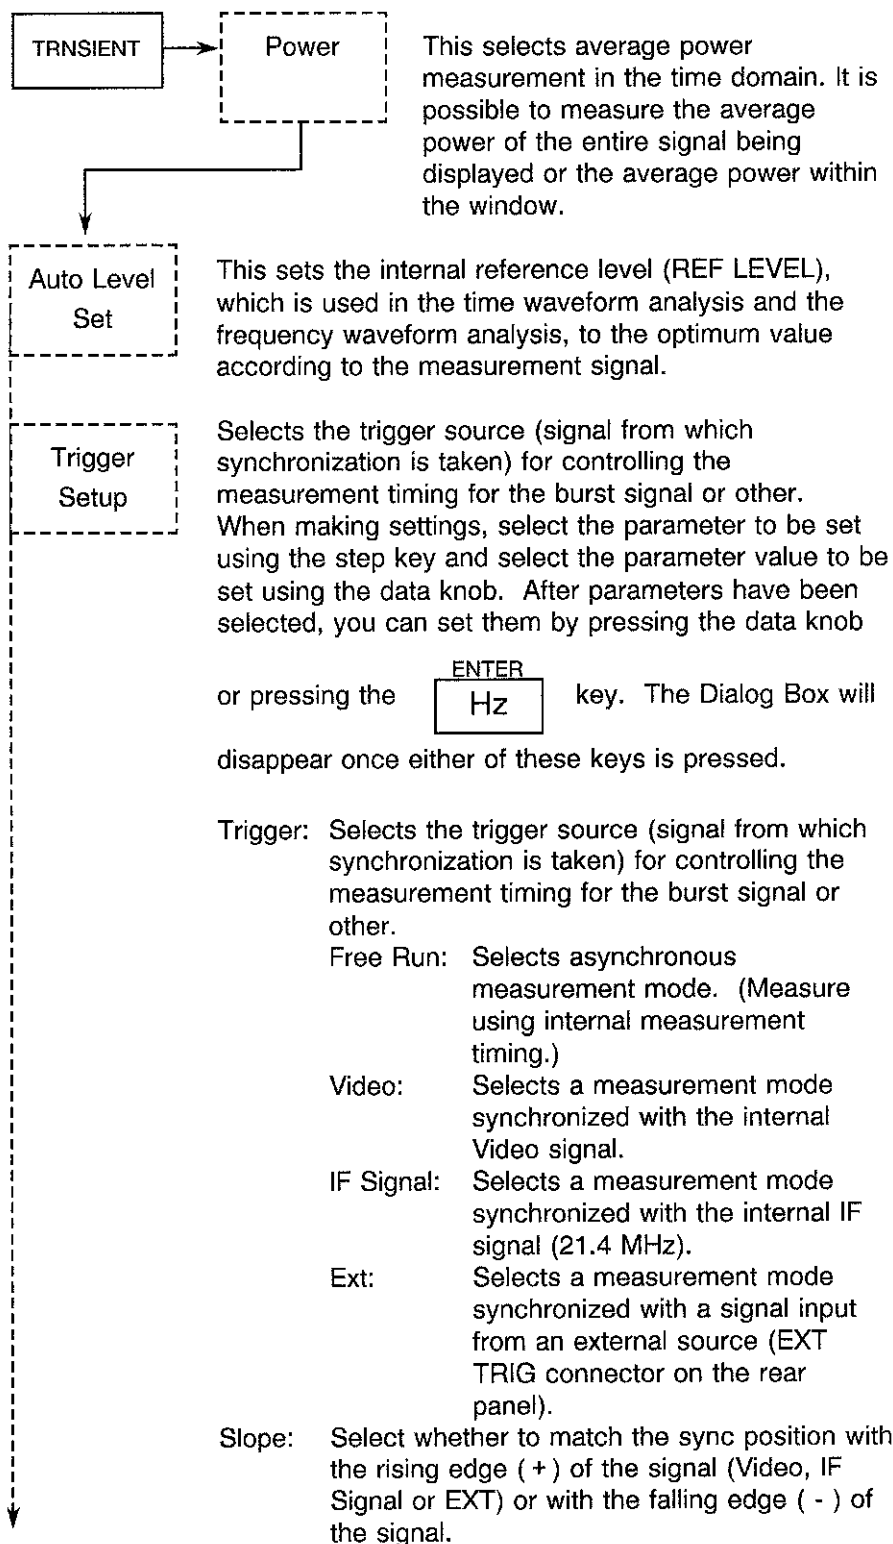 TRNSIENT
Power
This selects average power
measurement in the time domain. It is
possible to measure the average
power of the entire signal being
displayed or the average power within
the window.
Auto Level
Set
This sets the internal reference level (REF LEVEL),
which is used in the time waveform analysis and the
frequency waveform analysis, to the optimum value
according to the measurement signal.
Trigger
Setup
Selects the trigger source (signal from which
synchronization is taken) for controlling the
measurement timing for the burst signal or other.
When making settings, select the parameter to be set
using the step key and select the parameter value to be
set using the data knob. After parameters have been
selected, you can set them by pressing the data knob
ENTER
or pressing the Hz key. The Dialog Box will
disappear once either of these keys is pressed.
Trigger: Selects the trigger source (signal from which
synchronization is taken) for controlling the
measurement timing for the burst signal or
other.
Free Run: Selects asynchronous
measurement mode. (Measure
using internal measurement
timing.)
Video: Selects a measurement mode
synchronized with the internal
Video signal.
IF Signal: Selects a measurement mode
synchronized with the internal IF
signal (21.4 MHz).
Ext: Selects a measurement mode
synchronized with a signal input
from an external source (EXT
TRIG connector on the rear
panel).
Slope: Select whether to match the sync position with
the rising edge ( + ) of the signal (Video, IF
Signal or EXT) or with the falling edge ( - ) of
the signal.